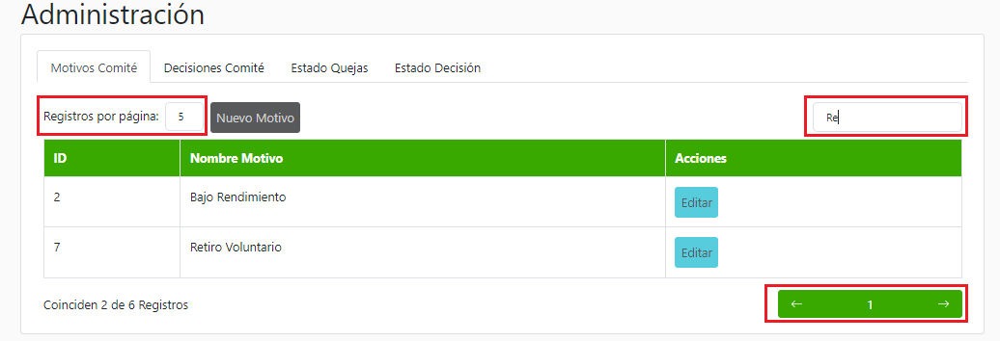 Administración
Motivos Comité Decisiones Comité Estado Quejas Estado Decisión
Registros por página: 5 Nuevo Motivo Re
ID Nombre Motivo Acciones
2 Bajo Rendimiento Editar
7 Retiro Voluntario Editar
Coinciden 2 de 6 Registros ← 1 →